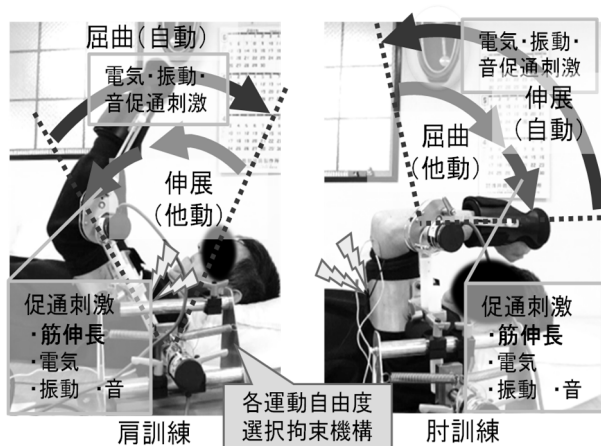 屈曲(自動)
電気・振動・
音促通刺激
伸展
(他動)
促通刺激
・筋伸長
・電気
・振動 ・音
肩訓練
電気・振動・
音促通刺激
伸展
(自動)
屈曲
(他動)
促通刺激
・筋伸長
・電気
・振動 ・音
肘訓練
各運動自由度
選択拘束機構